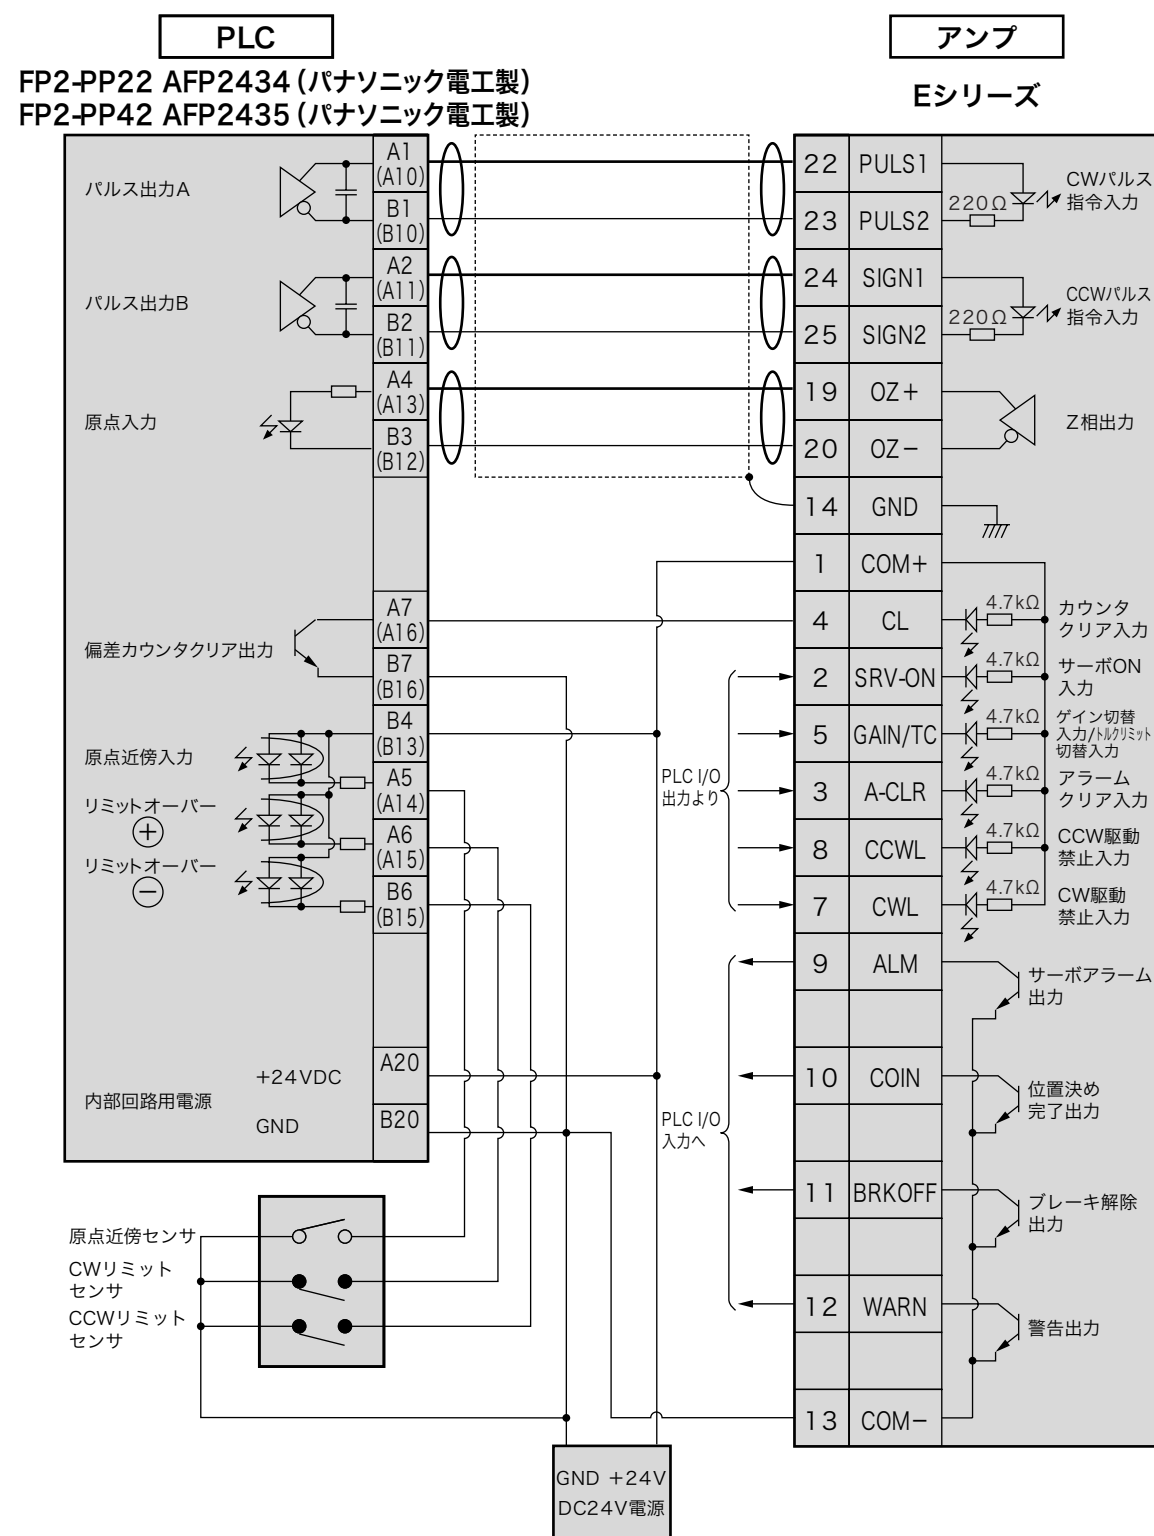 PLC
FP2-PP22 AFP2434（パナソニック電工製）
FP2-PP42 AFP2435（パナソニック電工製）
アンプ
Eシリーズ
パルス出力A
A1
(A10)
B1
(B10)
パルス出力B
A2
(A11)
B2
(B11)
原点入力
A4
(A13)
B3
(B12)
偏差カウンタクリア出力
A7
(A16)
B7
(B16)
原点近傍入力
B4
(B13)
A5
(A14)
リミットオーバー
+
A6
(A15)
リミットオーバー
−
B6
(B15)
内部回路用電源
+24VDC
A20
GND
B20
原点近傍センサ
CWリミット
センサ
CCWリミット
センサ
GND +24V
DC24V電源
PLC I/O
出力より
PLC I/O
入力へ
22 PULS1
23 PULS2
220Ω
CWパルス
指令入力
24 SIGN1
25 SIGN2
220Ω
CCWパルス
指令入力
19 OZ+
20 OZ−
Z相出力
14 GND
1 COM+
4 CL
4.7kΩ
カウンタ
クリア入力
2 SRV-ON
4.7kΩ
サーボON
入力
5 GAIN/TC
4.7kΩ
ゲイン切替
入力/トルクリミット
切替入力
3 A-CLR
4.7kΩ
アラーム
クリア入力
8 CCWL
4.7kΩ
CCW駆動
禁止入力
7 CWL
4.7kΩ
CW駆動
禁止入力
9 ALM
サーボアラーム
出力
10 COIN
位置決め
完了出力
11 BRKOFF
ブレーキ解除
出力
12 WARN
警告出力
13 COM−